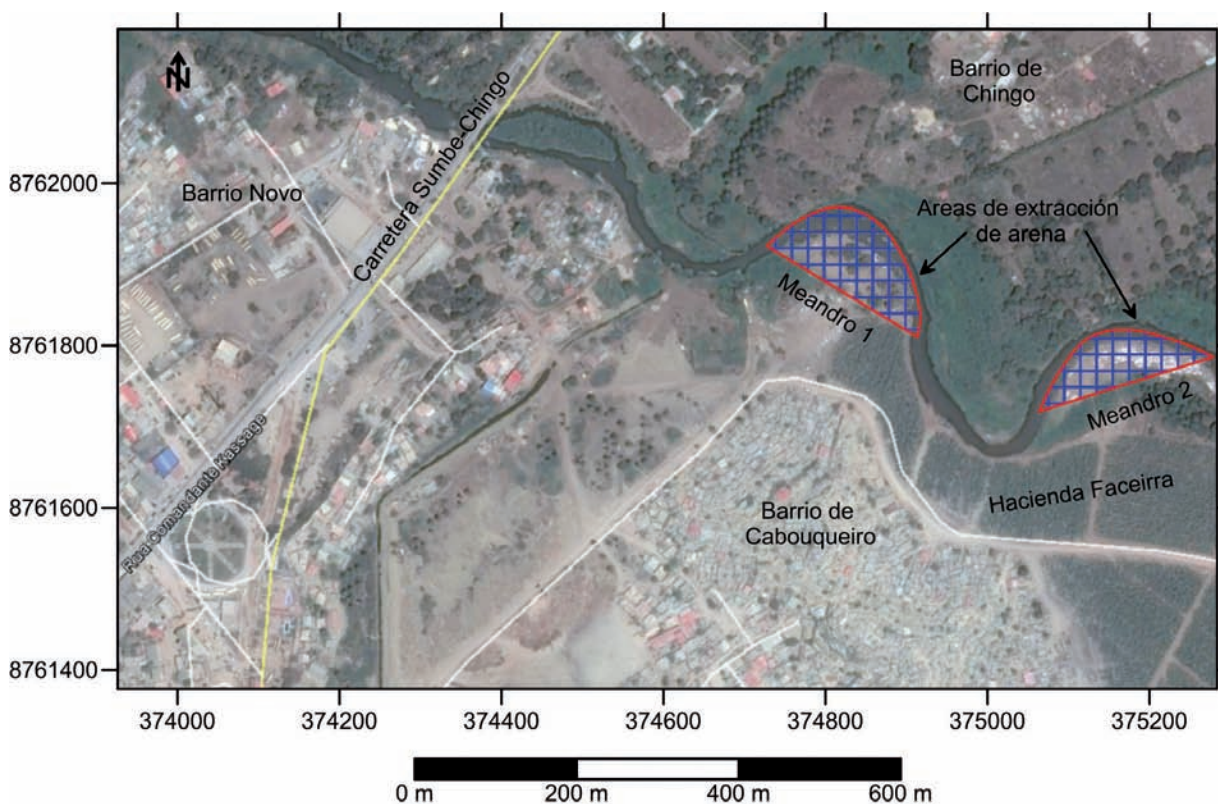 N
Barrio de
Chingo
Carretera Sumbe-Chingo
Barrio Novo
Areas de extracción
de arena
Meandro 1
Meandro 2
Rua Comandante Kassage
Hacienda Faceirra
Barrio de
Cabouqueiro
8762000
8761800
8761600
8761400
374000 374200 374400 374600 374800 375000 375200
0 m 200 m 400 m 600 m